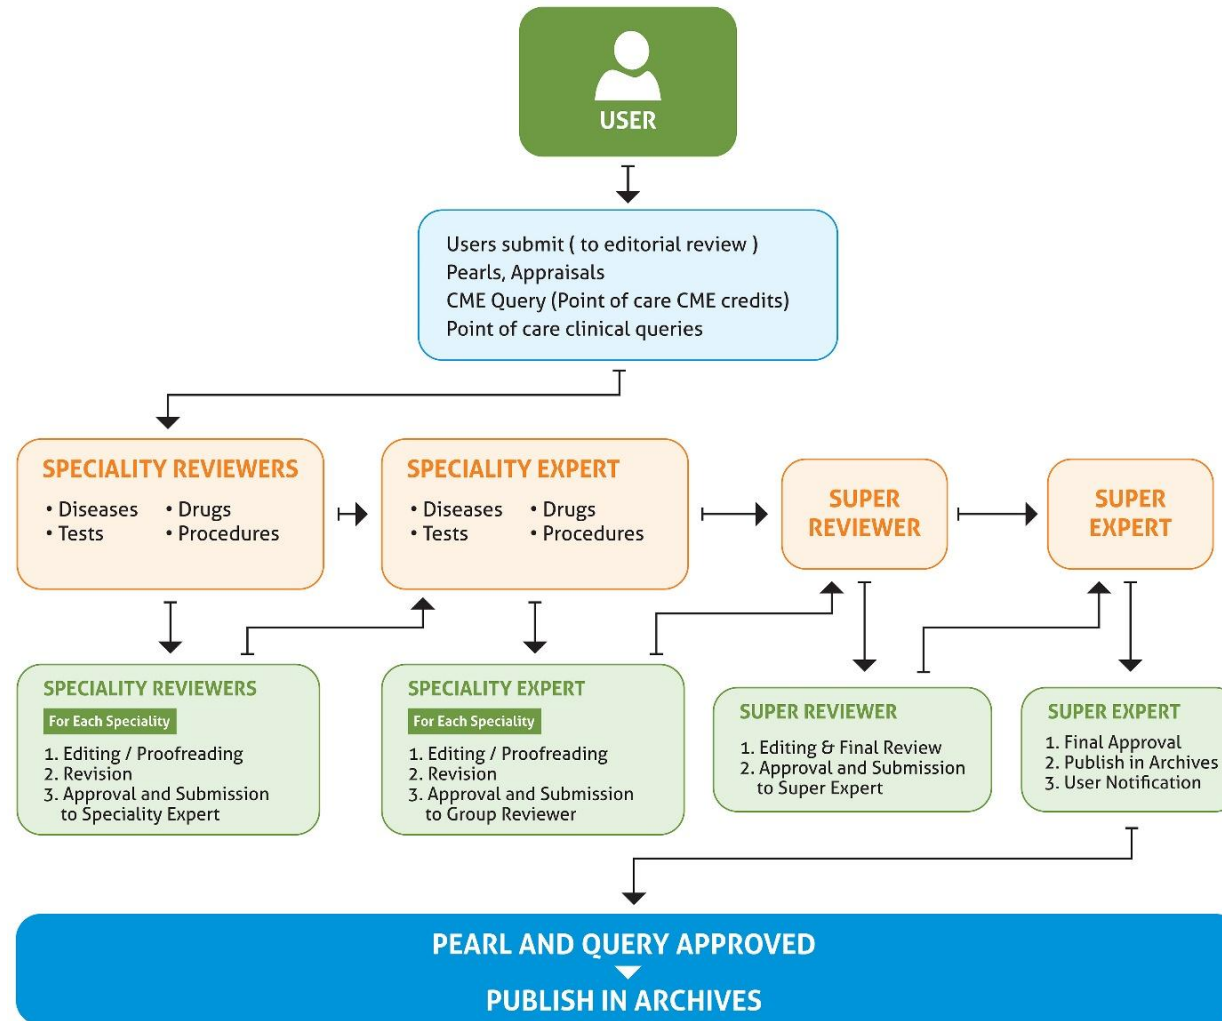 USER
Users submit ( to editorial review )
Pearls, Appraisals
CME Query (Point of care CME credits)
Point of care clinical queries
SPECIALITY REVIEWERS
• Diseases • Drugs
• Tests • Procedures
SPECIALITY EXPERT
• Diseases • Drugs
• Tests • Procedures
SUPER
REVIEWER
SUPER
EXPERT
SPECIALITY REVIEWERS
For Each Speciality
1. Editing / Proofreading
2. Revision
3. Approval and Submission
to Speciality Expert
SPECIALITY EXPERT
For Each Speciality
1. Editing / Proofreading
2. Revision
3. Approval and Submission
to Group Reviewer
SUPER REVIEWER
1. Editing & Final Review
2. Approval and Submission
to Super Expert
SUPER EXPERT
1. Final Approval
2. Publish in Archives
3. User Notification
PEARL AND QUERY APPROVED
PUBLISH IN ARCHIVES